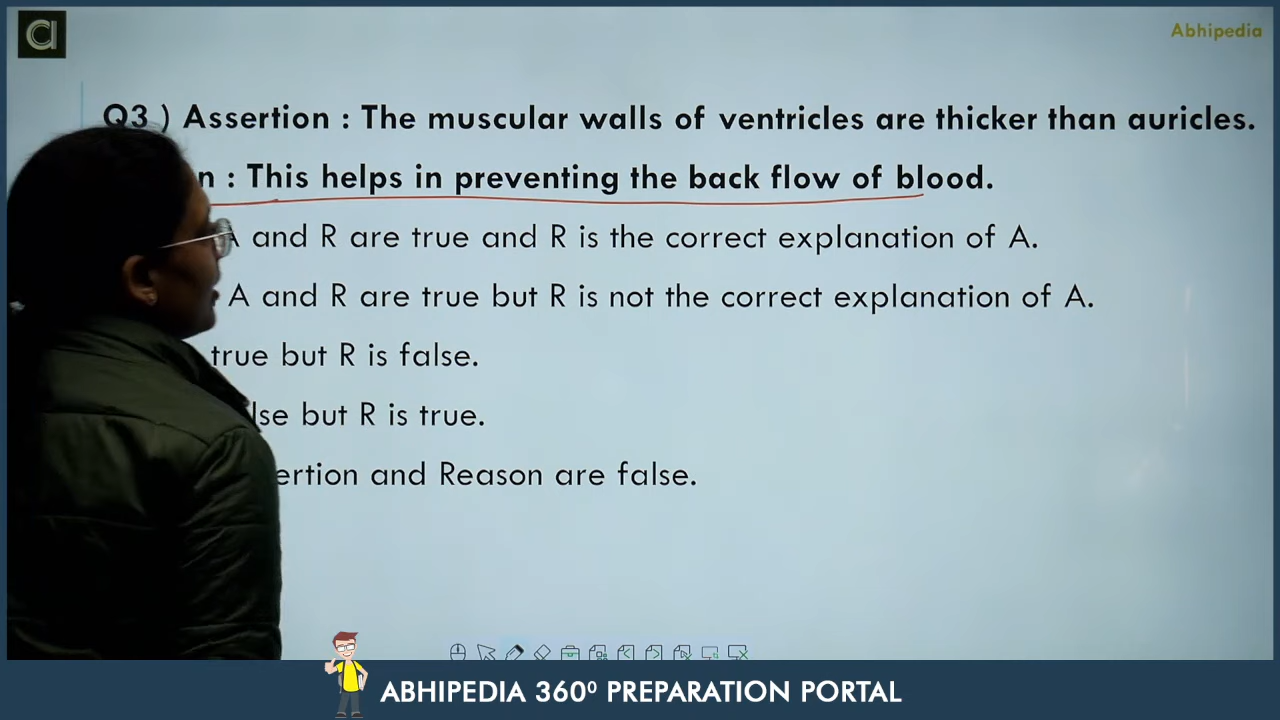 Abhipedia
Q3 ) Assertion : The muscular walls of ventricles are thicker than auricles.
n : This helps in preventing the back flow of blood.
A and R are true and R is the correct explanation of A.
A and R are true but R is not the correct explanation of A.
true but R is false.
lse but R is true.
ertion and Reason are false.
ABHIPEDIA 360⁰ PREPARATION PORTAL